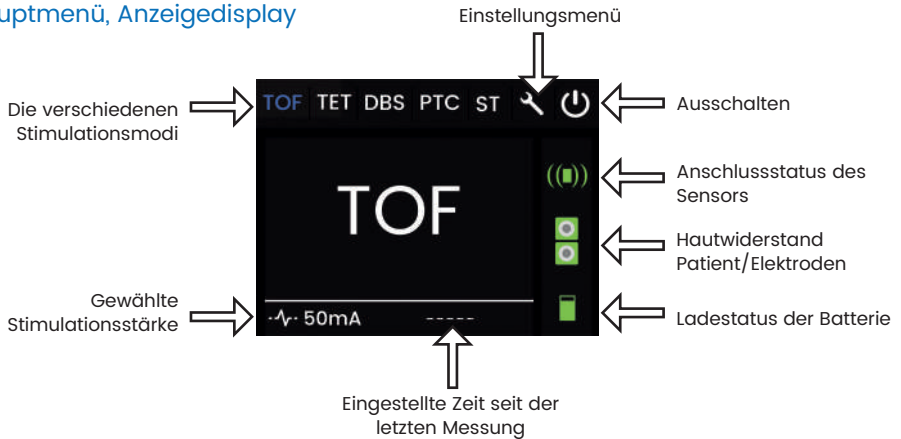 uptmenü, Anzeigedisplay
Einstellungsmenü
Die verschiedenen
Stimulationsmodi
TOF TET DBS PTC ST
Ausschalten
Anschlussstatus des
Sensors
TOF
Hautwiderstand
Patient/Elektroden
Gewählte
Stimulationsstärke
50mA -----
Ladestatus der Batterie
Eingestellte Zeit seit der
letzten Messung